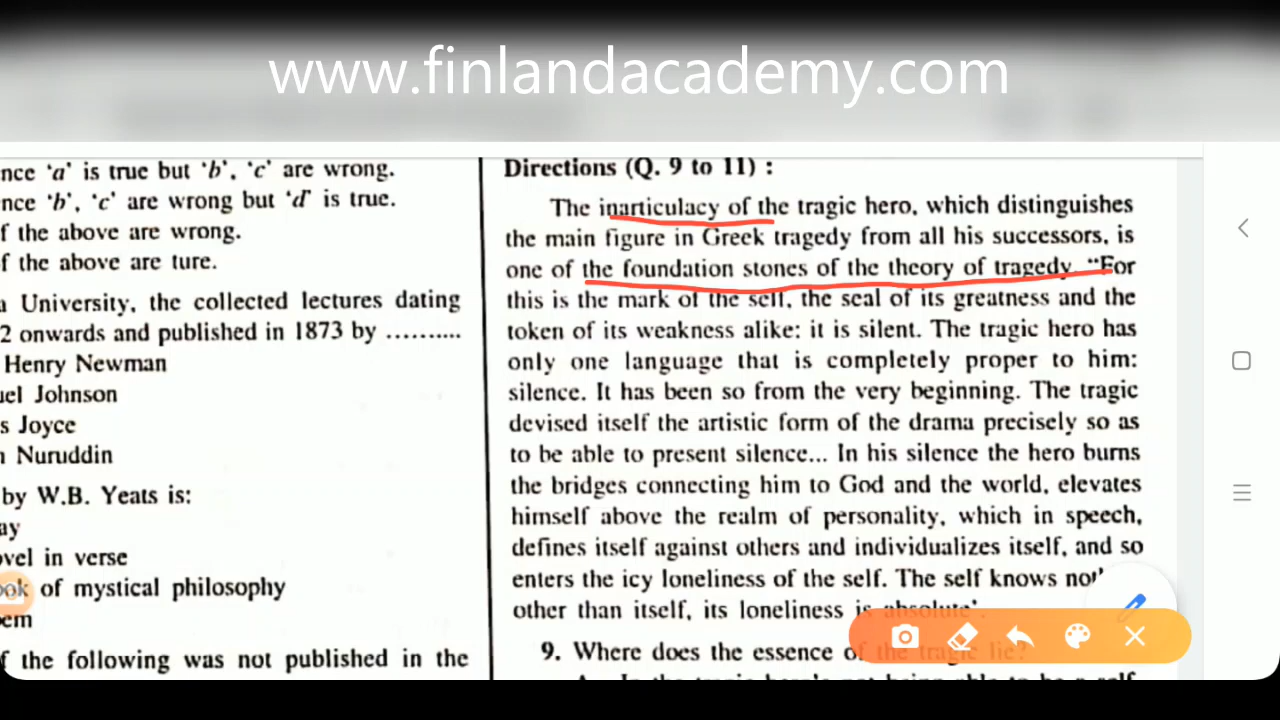 www.finlandacademy.com
nce 'a' is true but 'b', 'c' are wrong.
nce 'b', 'c' are wrong but 'd' is true.
f the above are wrong.
f the above are ture.
a University, the collected lectures dating
2 onwards and published in 1873 by ..........
Henry Newman
uel Johnson
s Joyce
n Nuruddin
by W.B. Yeats is:
ay
ovel in verse
ook of mystical philosophy
em
f the following was not published in the
Directions (Q. 9 to 11) :
The inarticulacy of the tragic hero, which distinguishes
the main figure in Greek tragedy from all his successors, is
one of the foundation stones of the theory of tragedy. "For
this is the mark of the self, the seal of its greatness and the
token of its weakness alike: it is silent. The tragic hero has
only one language that is completely proper to him:
silence. It has been so from the very beginning. The tragic
devised itself the artistic form of the drama precisely so as
to be able to present silence... In his silence the hero burns
the bridges connecting him to God and the world, elevates
himself above the realm of personality, which in speech,
defines itself against others and individualizes itself, and so
enters the icy loneliness of the self. The self knows
other than itself, its loneliness is absolute'.
9. Where does the essence of the tragic lie?